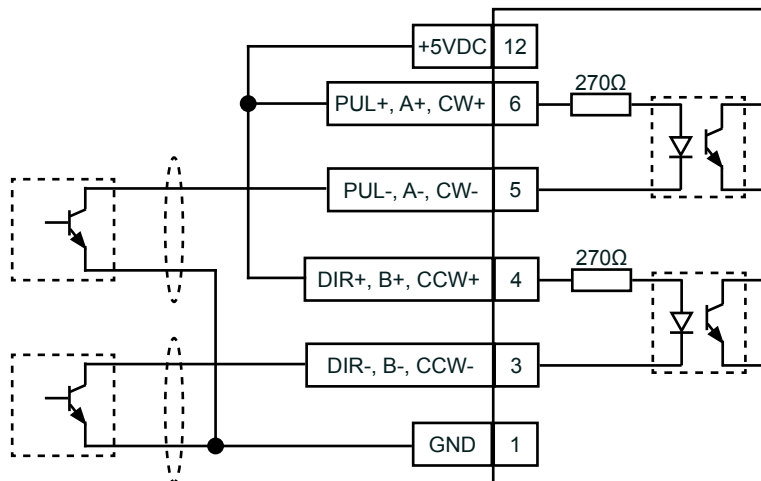 +5VDC 12
PUL+, A+, CW+ 6 270Ω
PUL-, A-, CW- 5
DIR+, B+, CCW+ 4 270Ω
DIR-, B-, CCW- 3
GND 1